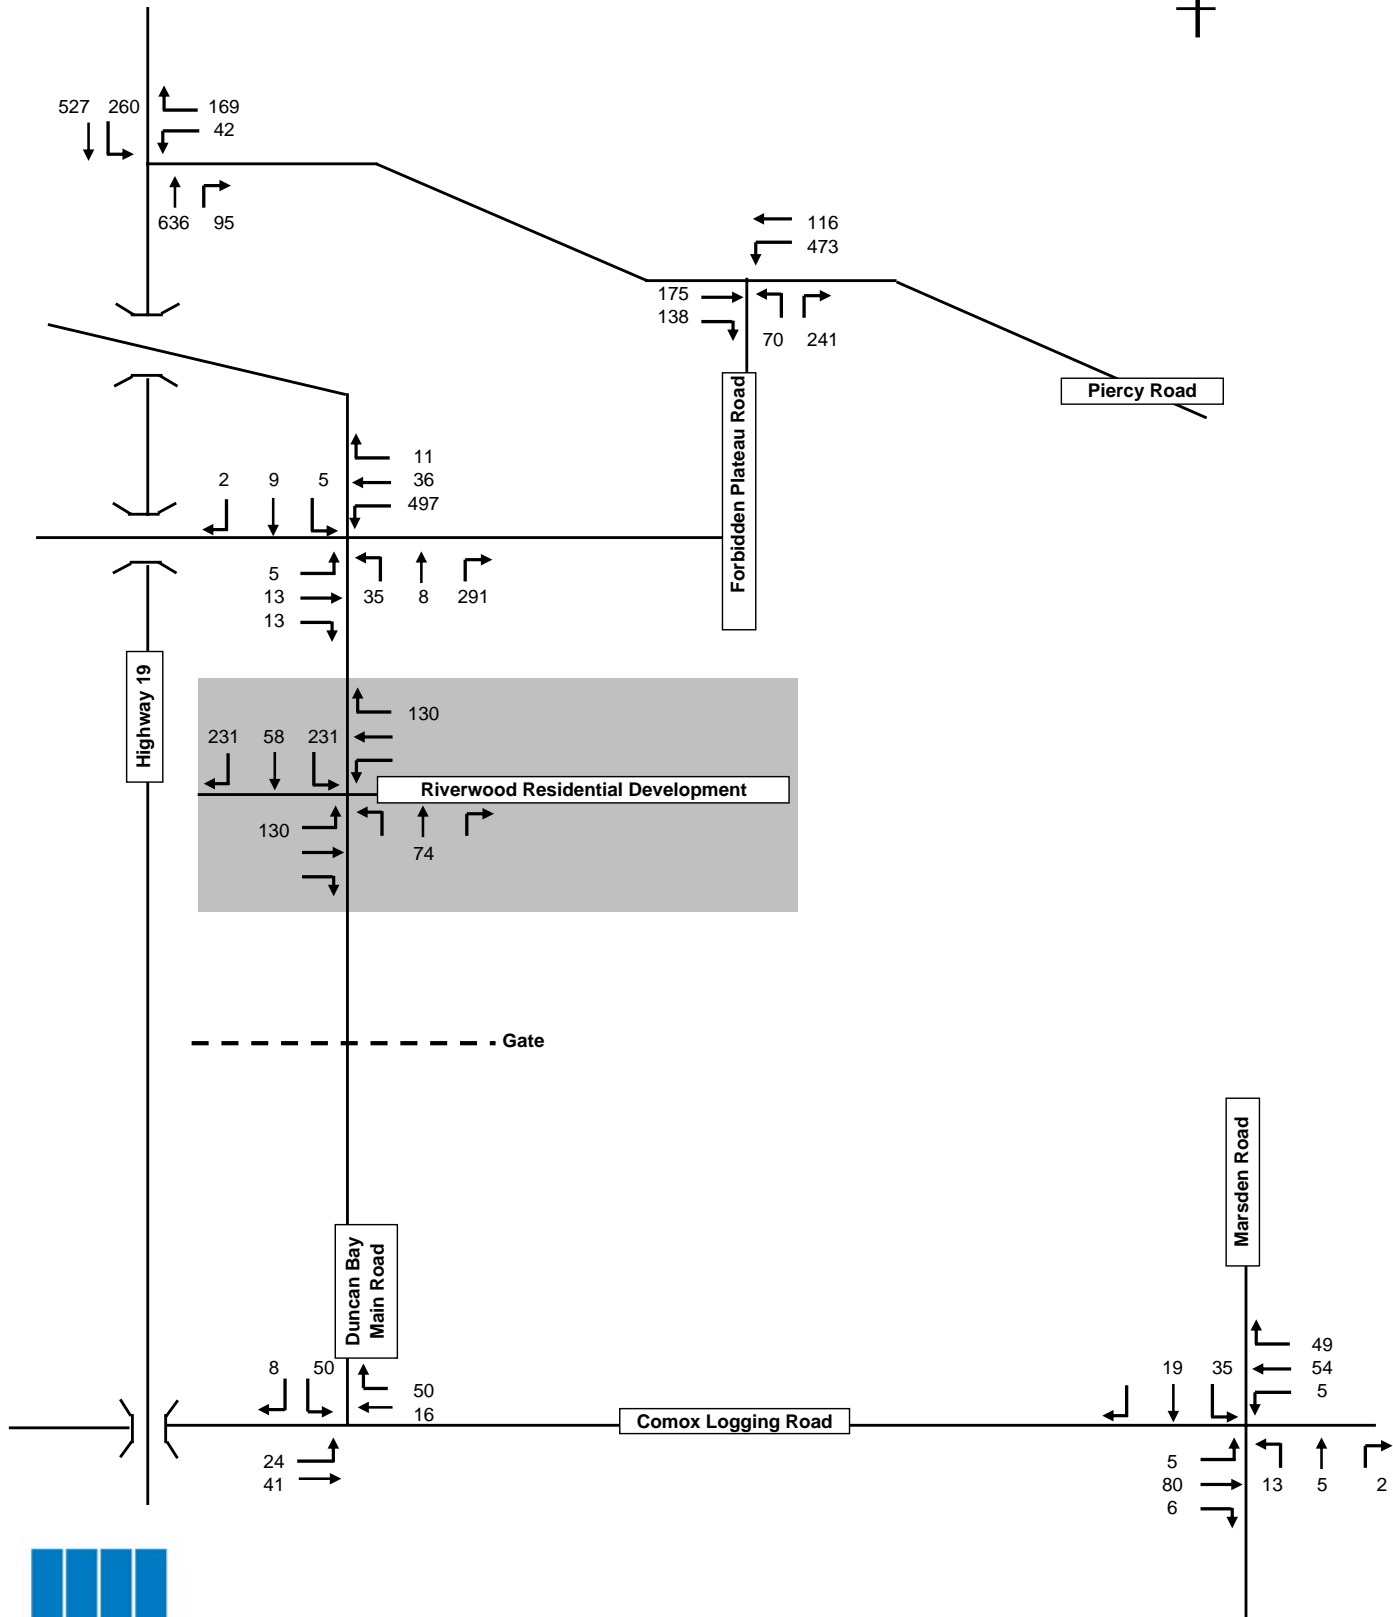 527 260 169
42
636 95
116
473
175
138
70 241
Piercy Road
Forbidden Plateau Road
11
2 9 5 36
497
5
13 35 8 291
13
Highway 19
130
231 58 231
Riverwood Residential Development
130
74
Gate
Marsden Road
Duncan Bay
Main Road
8 50
50
16
Comox Logging Road
24
41
49
19 35 54
5
5
80 13 5 2
6